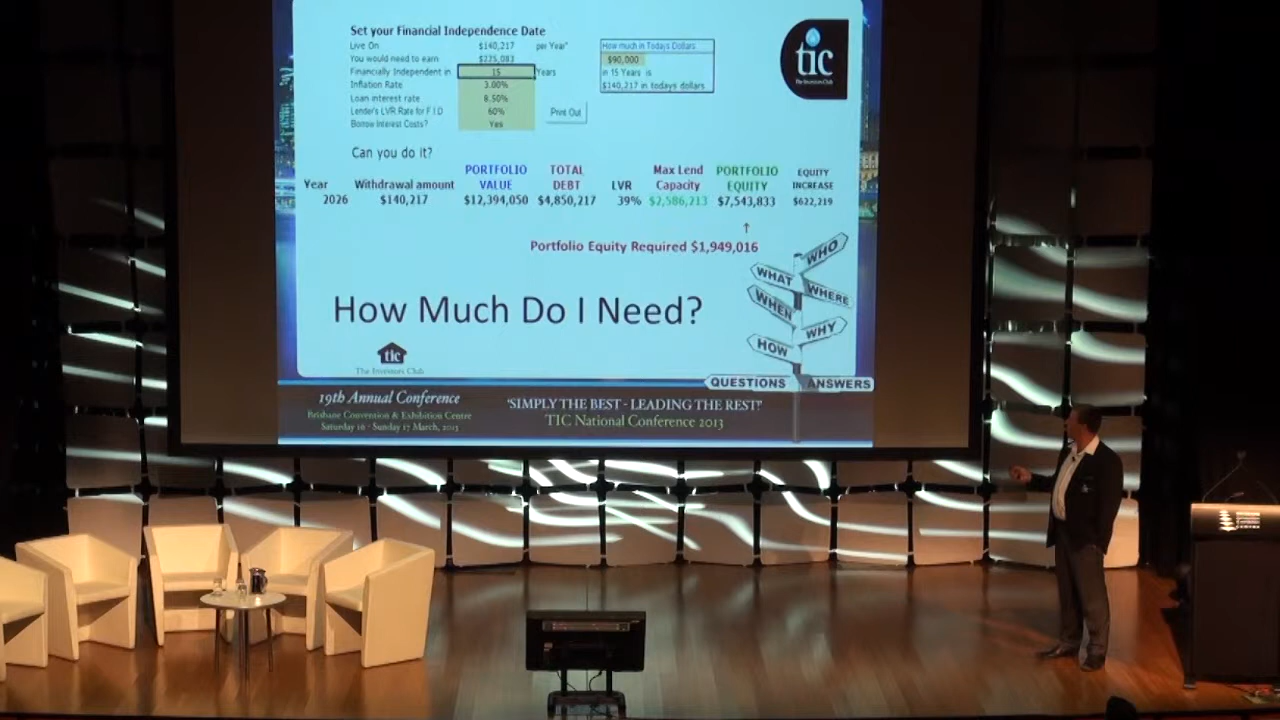 Set your Financial Independence Date
Live On $140,217 per Year*
You would need to earn $225,083
Financially Independent in 15 Years
Inflation Rate 3.00%
Loan interest rate 8.50%
Lender's LVR Rate for F.I.D 60%
Borrow Interest Costs? Yes
Print Out
How much in Todays Dollars
$90,000
in 15 Years is
$140,217 in todays dollars
tic
The Investors Club
Can you do it?
Year Withdrawal amount PORTFOLIO VALUE TOTAL DEBT LVR Max Lend Capacity PORTFOLIO EQUITY EQUITY INCREASE
2026 $140,217 $12,394,050 $4,850,217 39% $2,586,213 $7,543,833 $622,219
↑
Portfolio Equity Required $1,949,016
How Much Do I Need?
WHO
WHAT
WHERE
WHEN
WHY
HOW
QUESTIONS ANSWERS
tic
The Investors Club
19th Annual Conference
Brisbane Convention & Exhibition Centre
Saturday 16 - Sunday 17 March, 2013
"SIMPLY THE BEST - LEADING THE REST!"
TIC National Conference 2013